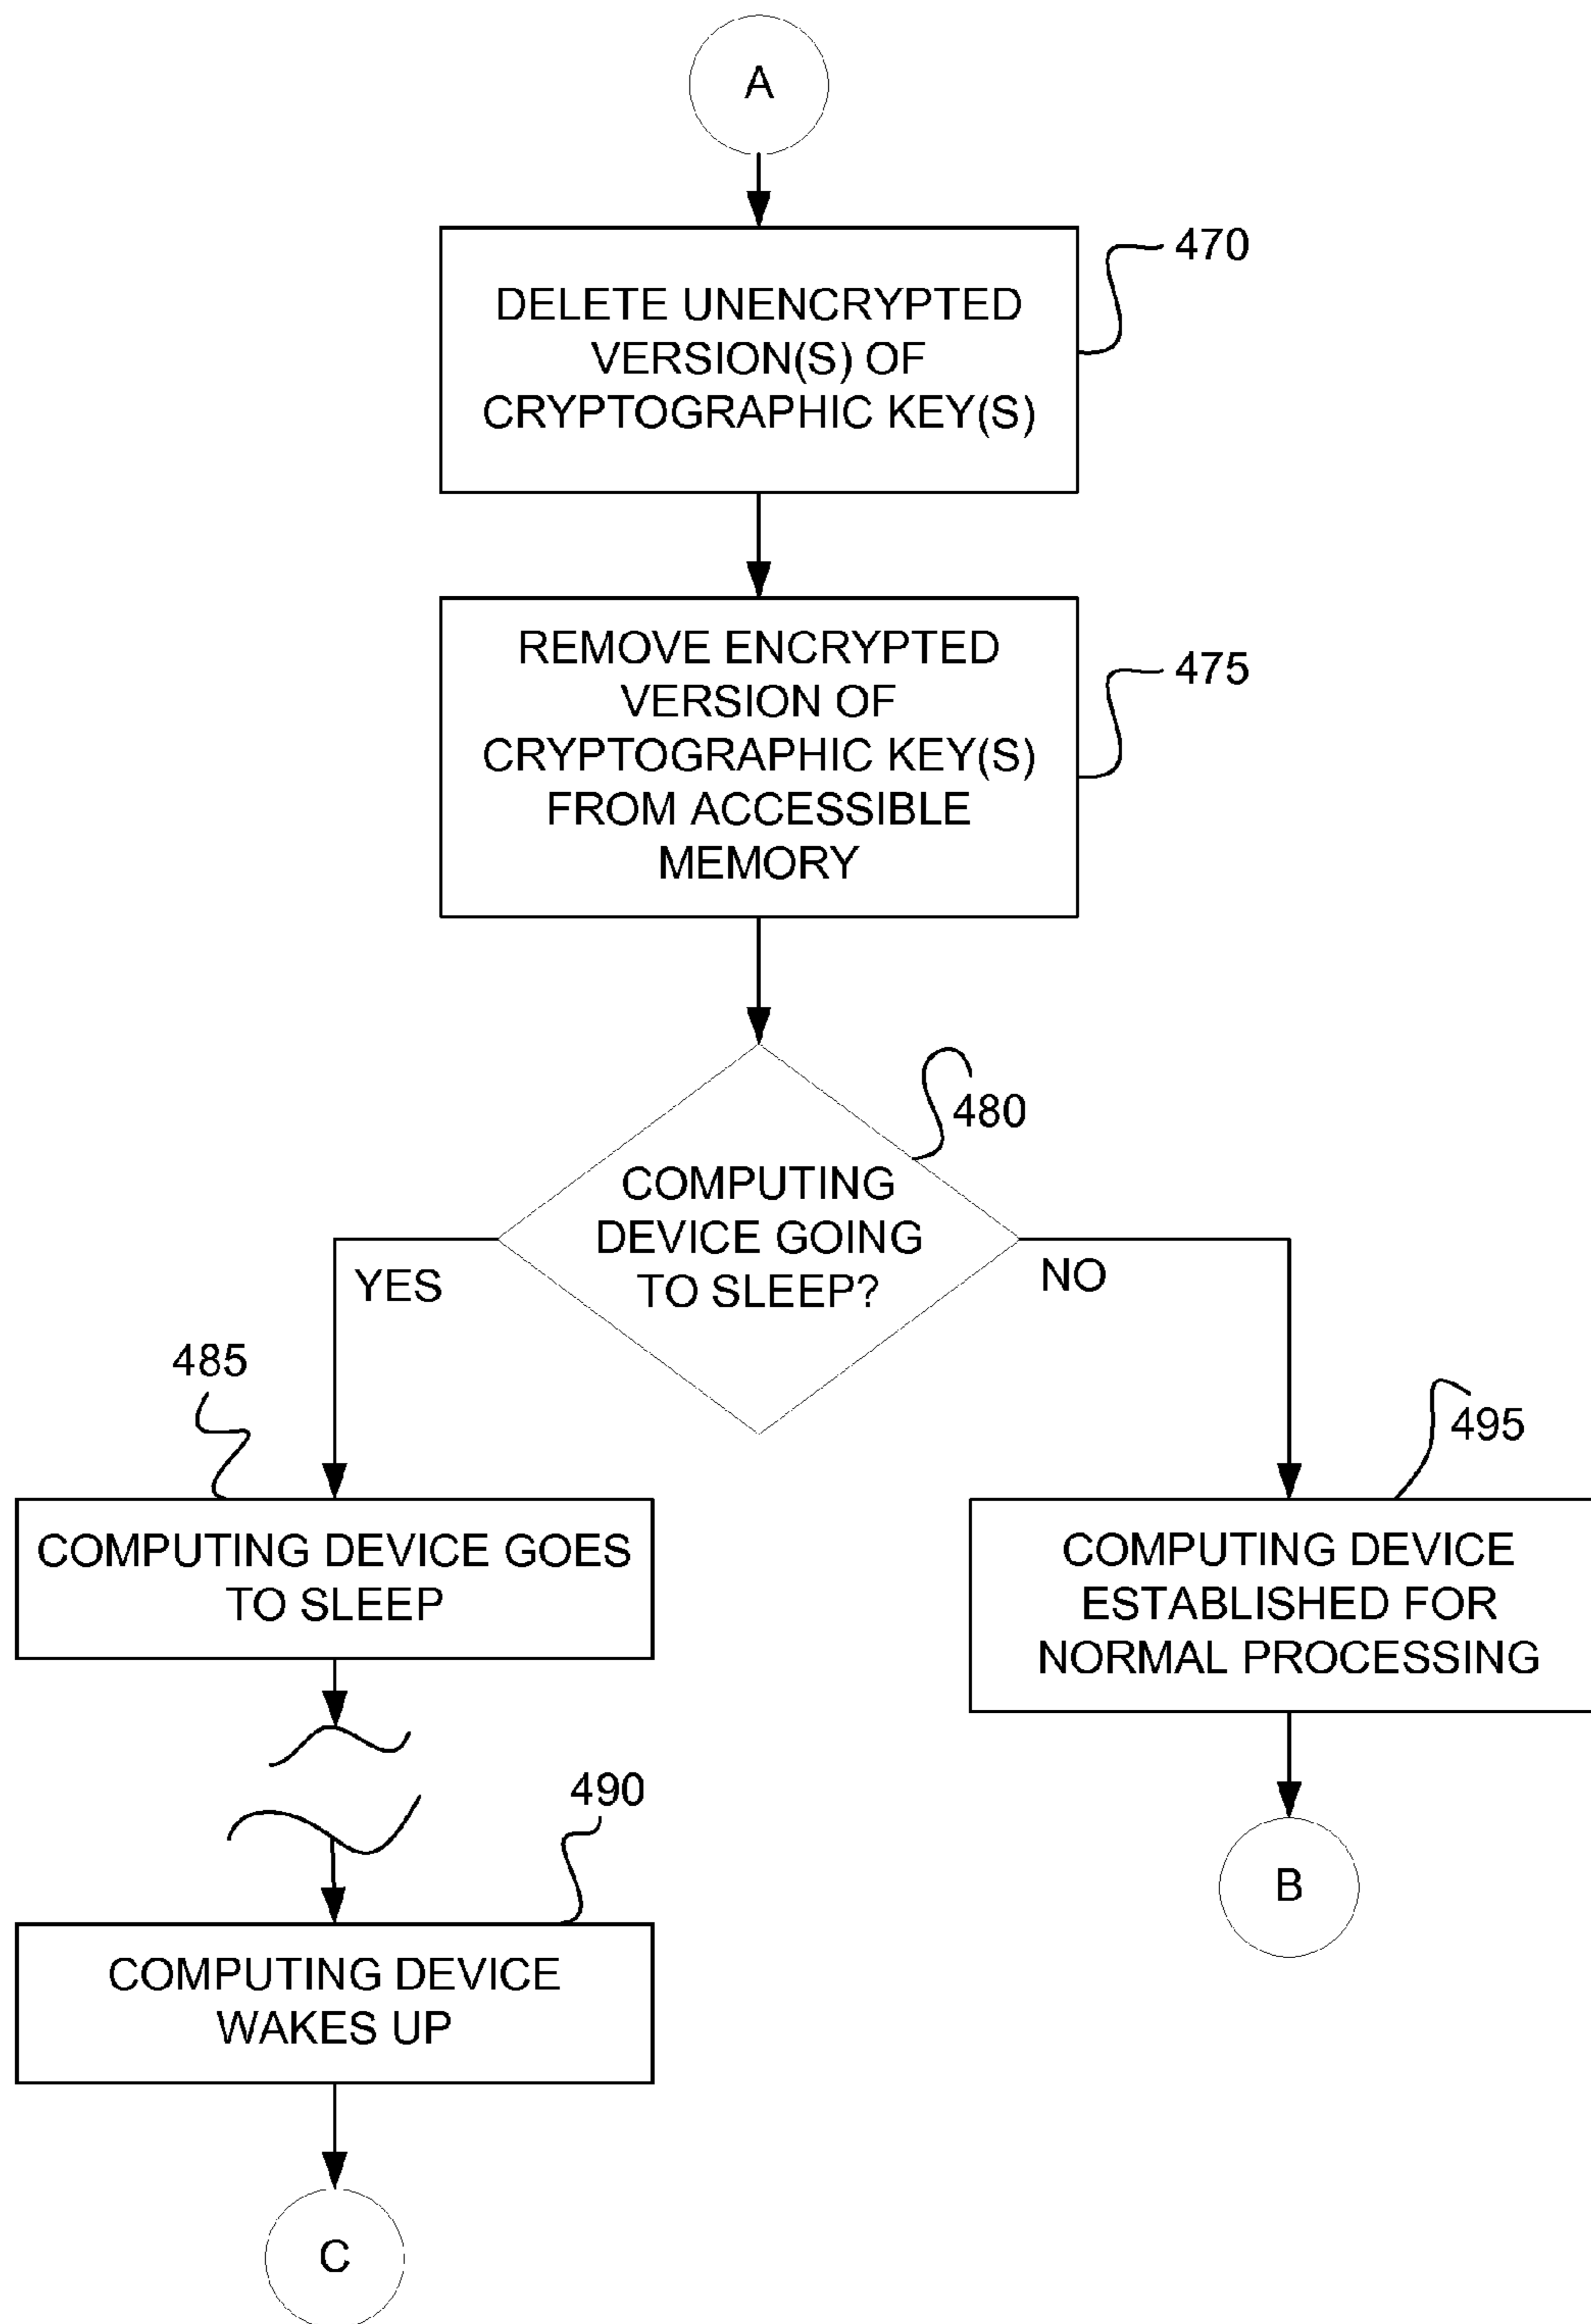 A
DELETE UNENCRYPTED
VERSION(S) OF
CRYPTOGRAPHIC KEY(S)
470
REMOVE ENCRYPTED
VERSION OF
CRYPTOGRAPHIC KEY(S)
FROM ACCESSIBLE
MEMORY
475
480
COMPUTING
DEVICE GOING
TO SLEEP?
YES
NO
485
495
COMPUTING DEVICE GOES
TO SLEEP
COMPUTING DEVICE
ESTABLISHED FOR
NORMAL PROCESSING
490
B
COMPUTING DEVICE
WAKES UP
C